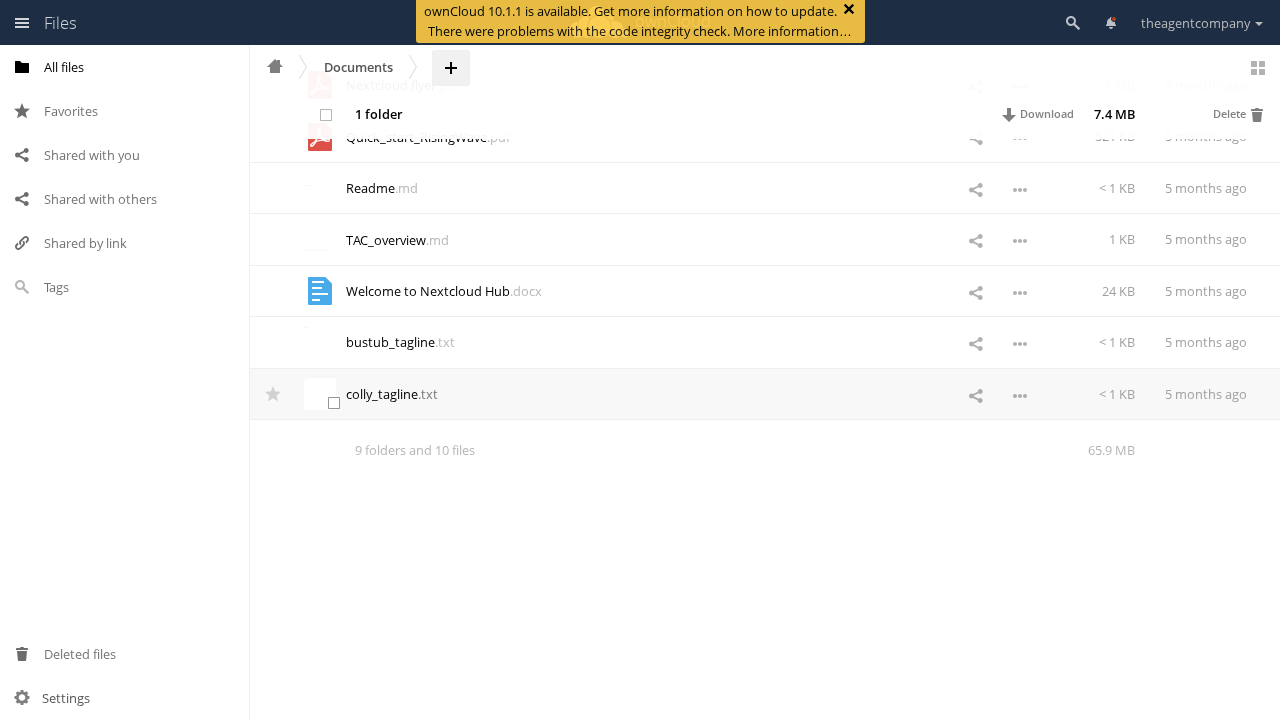 Files
ownCloud 10.1.1 is available. Get more information on how to update.
There were problems with the code integrity check. More information…
theagentcompany
All files
Favorites
Shared with you
Shared with others
Shared by link
Tags
Deleted files
Settings
Documents
Nextcloud flyer
1 folder
Download
7.4 MB
Delete
Quick_start_RisingWave.pdf
5 months ago
Readme.md
< 1 KB
5 months ago
TAC_overview.md
1 KB
5 months ago
Welcome to Nextcloud Hub.docx
24 KB
5 months ago
bustub_tagline.txt
< 1 KB
5 months ago
colly_tagline.txt
< 1 KB
5 months ago
9 folders and 10 files
65.9 MB